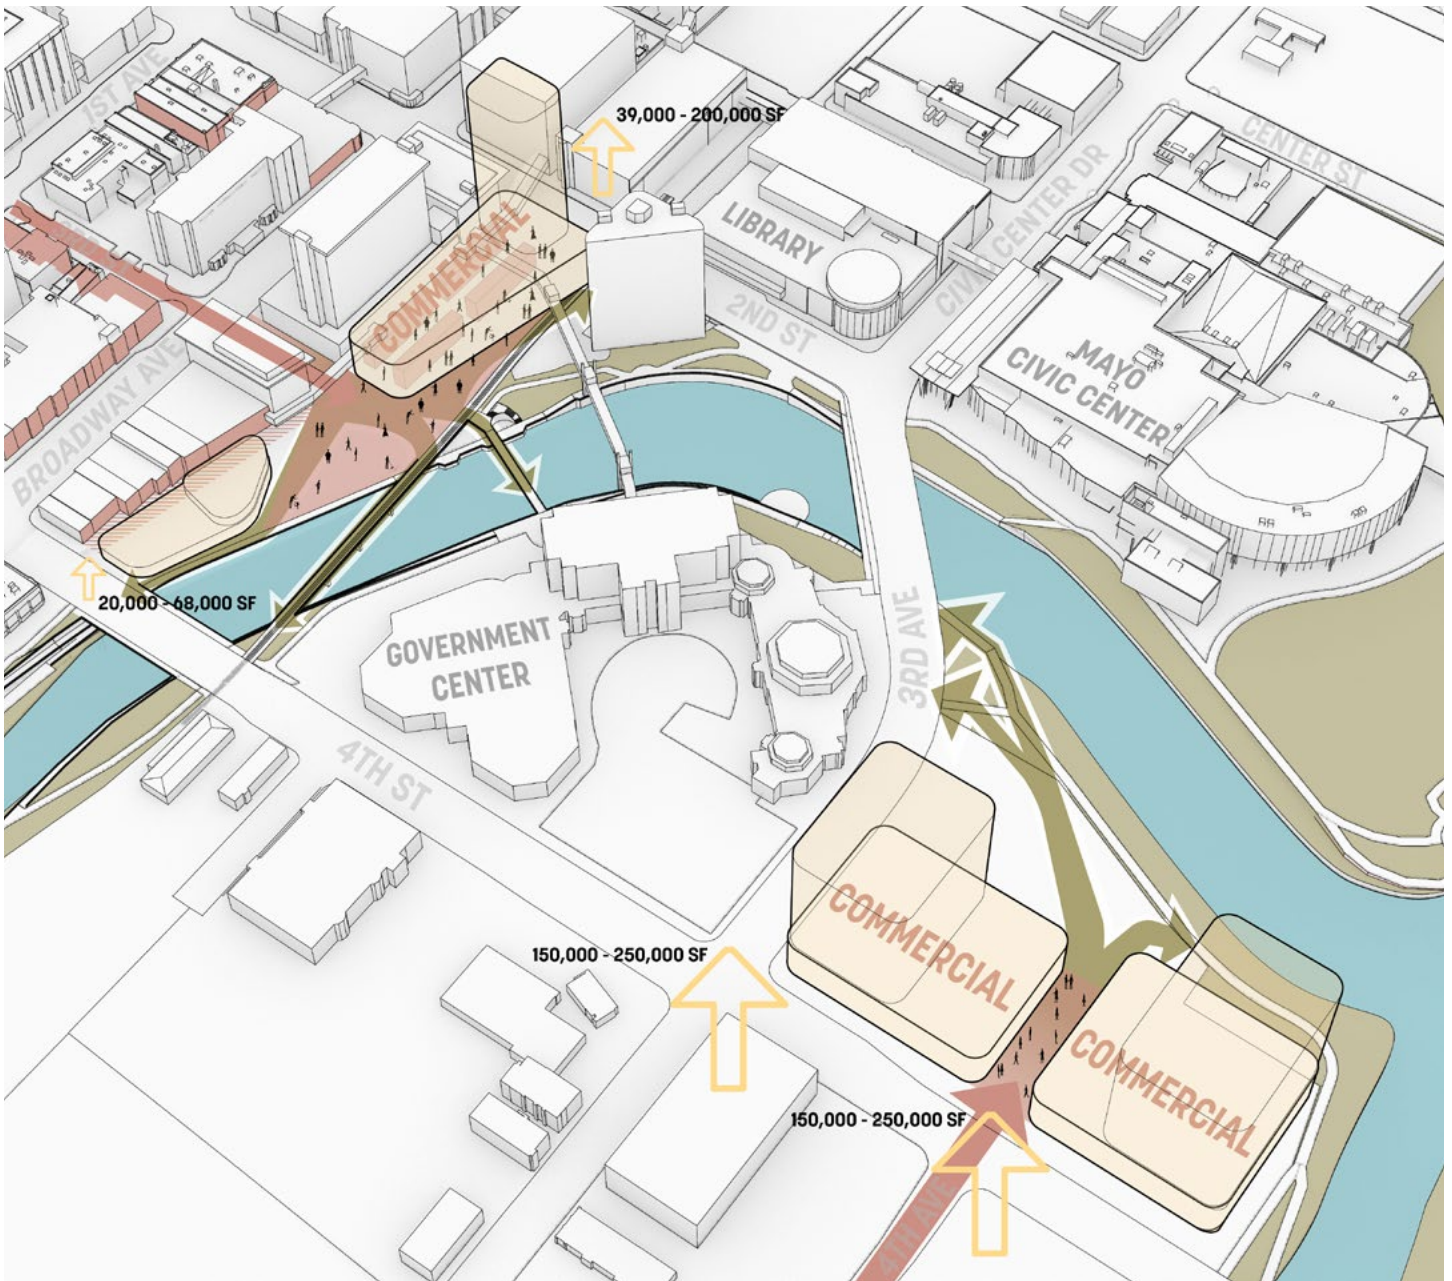 1ST AVE
39,000 - 200,000 SF
CENTER ST
COMMERCIAL
LIBRARY
CIVIC CENTER DR
2ND ST
BROADWAY AVE
MAYO
CIVIC CENTER
20,000 - 68,000 SF
GOVERNMENT
CENTER
3RD AVE
4TH ST
COMMERCIAL
150,000 - 250,000 SF
COMMERCIAL
150,000 - 250,000 SF
4TH AVE